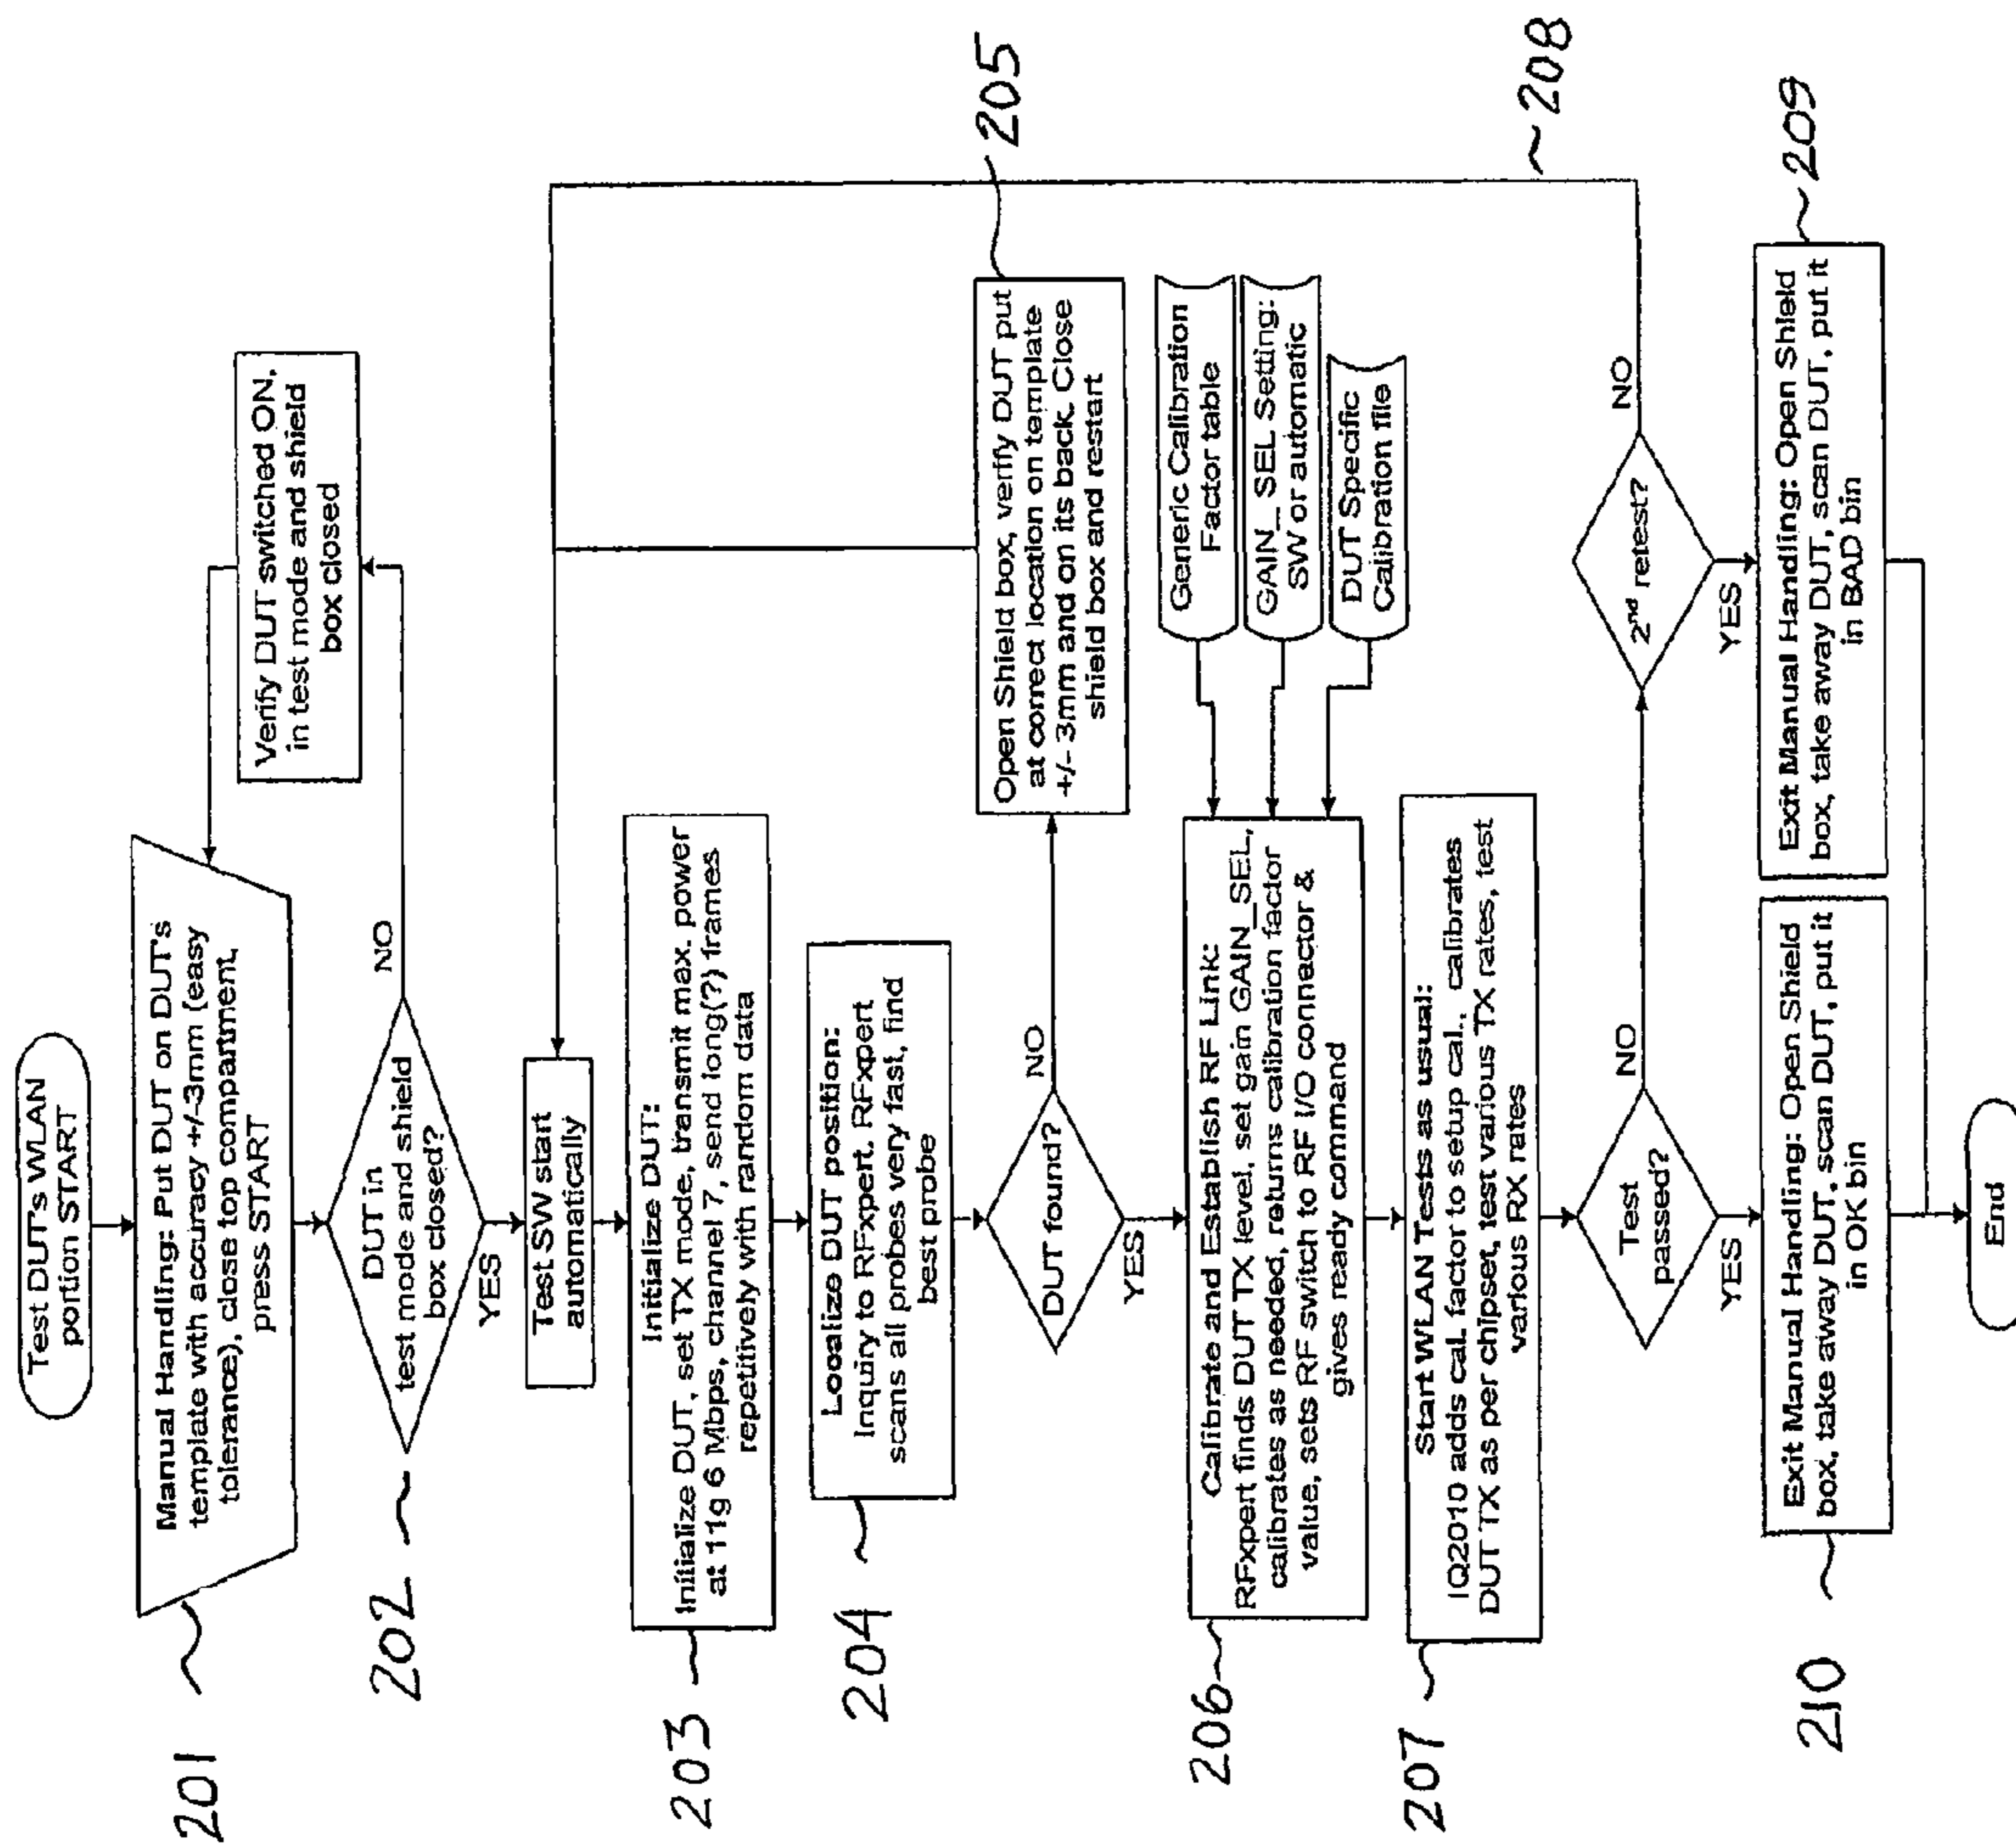 Test DUT's WLAN
portion START
201
Manual Handling: Put DUT on DUT's
template with accuracy +/-3mm (easy
tolerance), close top compartment,
press START
202
DUT in
test mode and shield
box closed?
NO
YES
Verify DUT switched ON,
in test mode and shield
box closed
Test SW start
automatically
203
Initialize DUT:
Initialize DUT, set TX mode, transmit max. power
at 11g 6 Mbps, channel 7, send long(?) frames
repetitively with random data
204
Localize DUT position:
Inquiry to RFxpert. RFxpert
scans all probes very fast, find
best probe
DUT found?
NO
YES
205
Open Shield box, verify DUT put
at correct location on template
+/- 3mm and on its back. Close
shield box and restart
206
Calibrate and Establish RF Link:
RFxpert finds DUT TX level, set gain GAIN_SEL,
calibrates as needed, returns calibration factor
value, sets RF switch to RF I/O connector &
gives ready command
Generic Calibration
Factor table
GAIN_SEL Setting:
SW or automatic
DUT Specific
Calibration file
207
Start WLAN Tests as usual:
IQ2010 adds cal. factor to setup cal., calibrates
DUT TX as per chipset, test various TX rates, test
various RX rates
Test
passed?
NO
YES
2nd retest?
NO
YES
208
210
Exit Manual Handling: Open Shield
box, take away DUT, scan DUT, put it
in OK bin
209
Exit Manual Handling: Open Shield
box, take away DUT, scan DUT, put it
in BAD bin
End